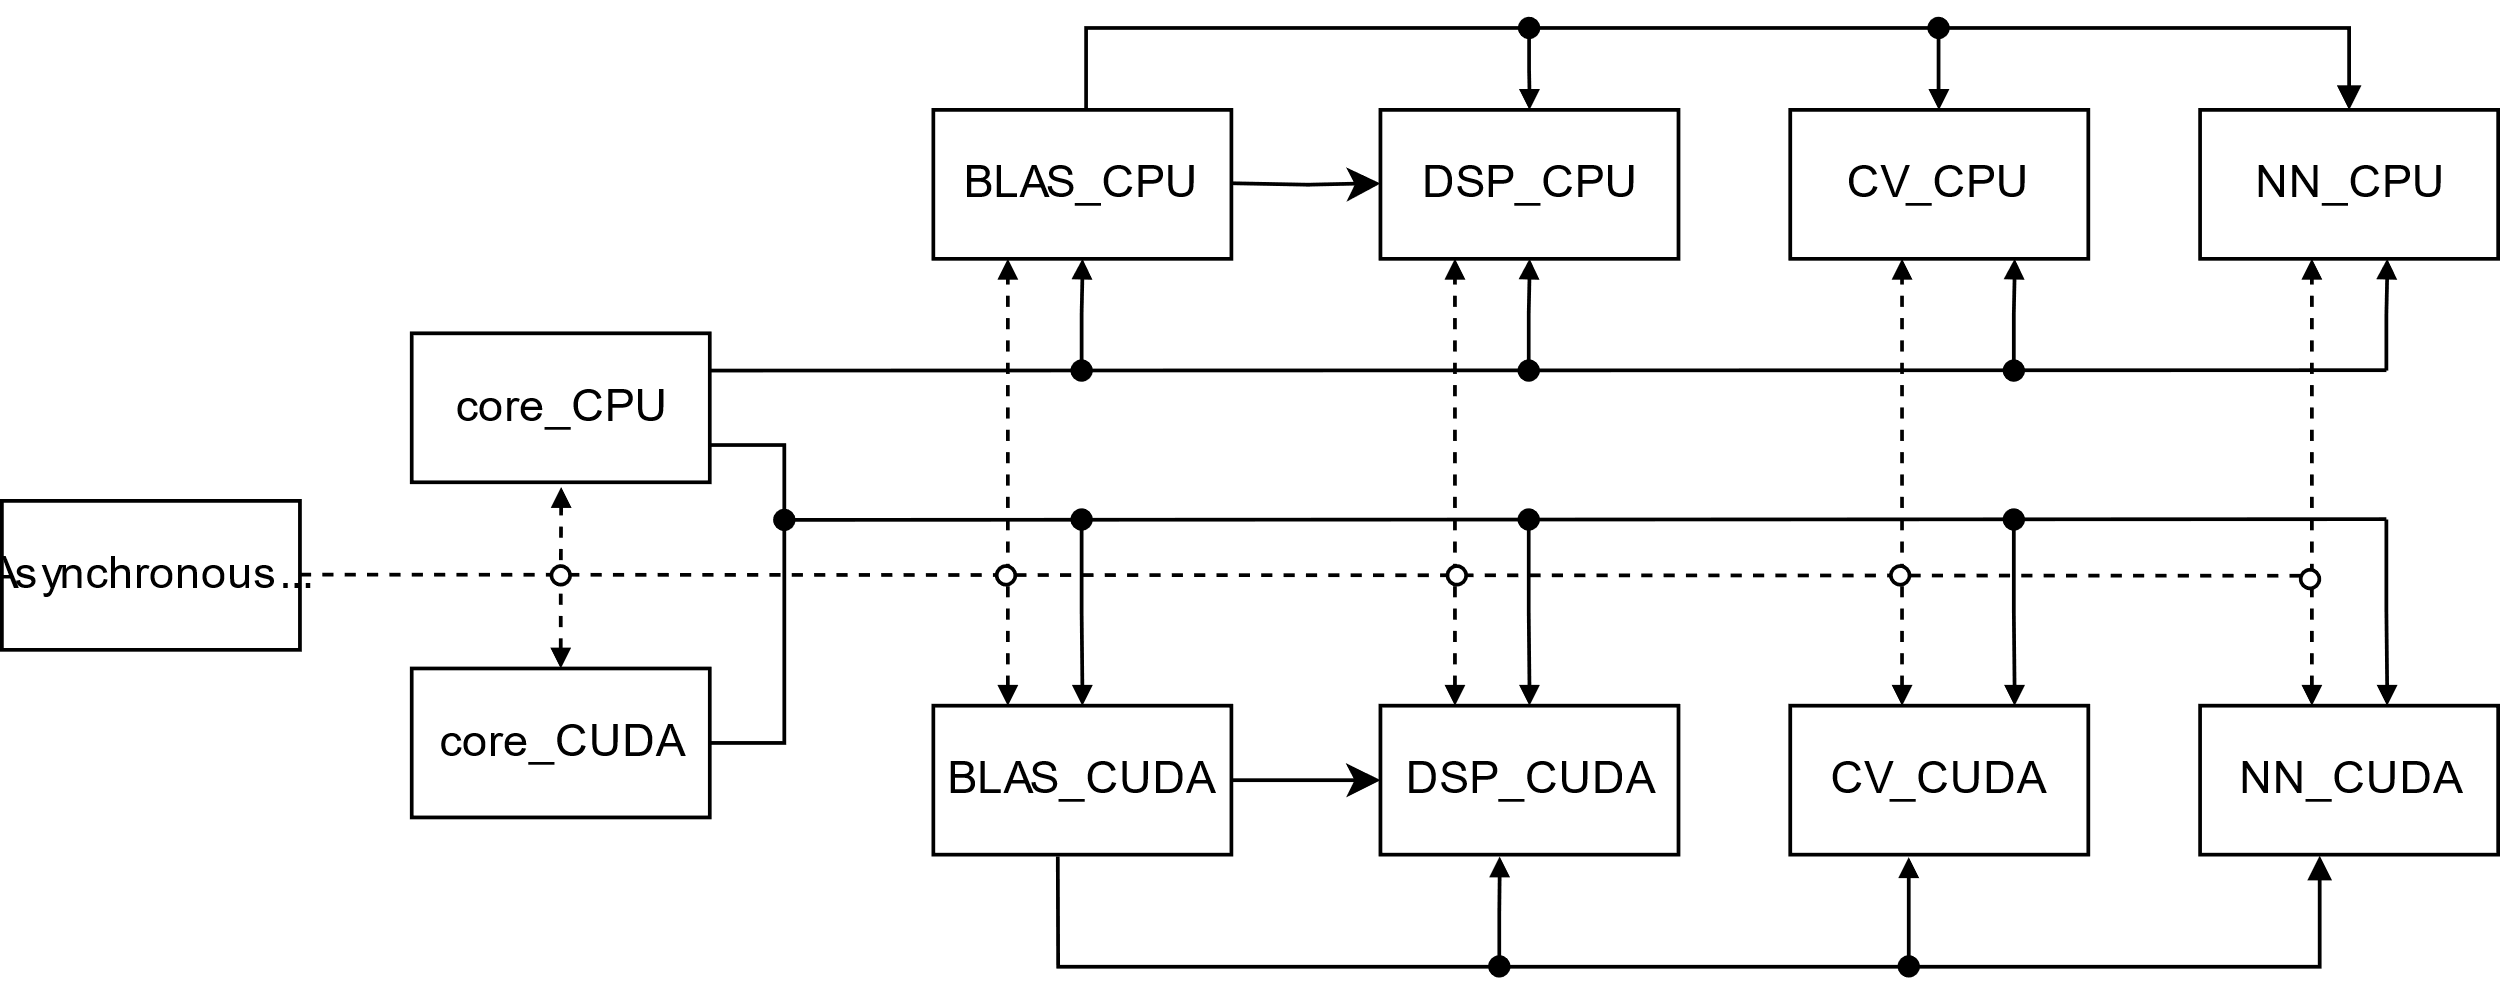 BLAS_CPU
DSP_CPU
CV_CPU
NN_CPU
core_CPU
Asynchronous...
core_CUDA
BLAS_CUDA
DSP_CUDA
CV_CUDA
NN_CUDA